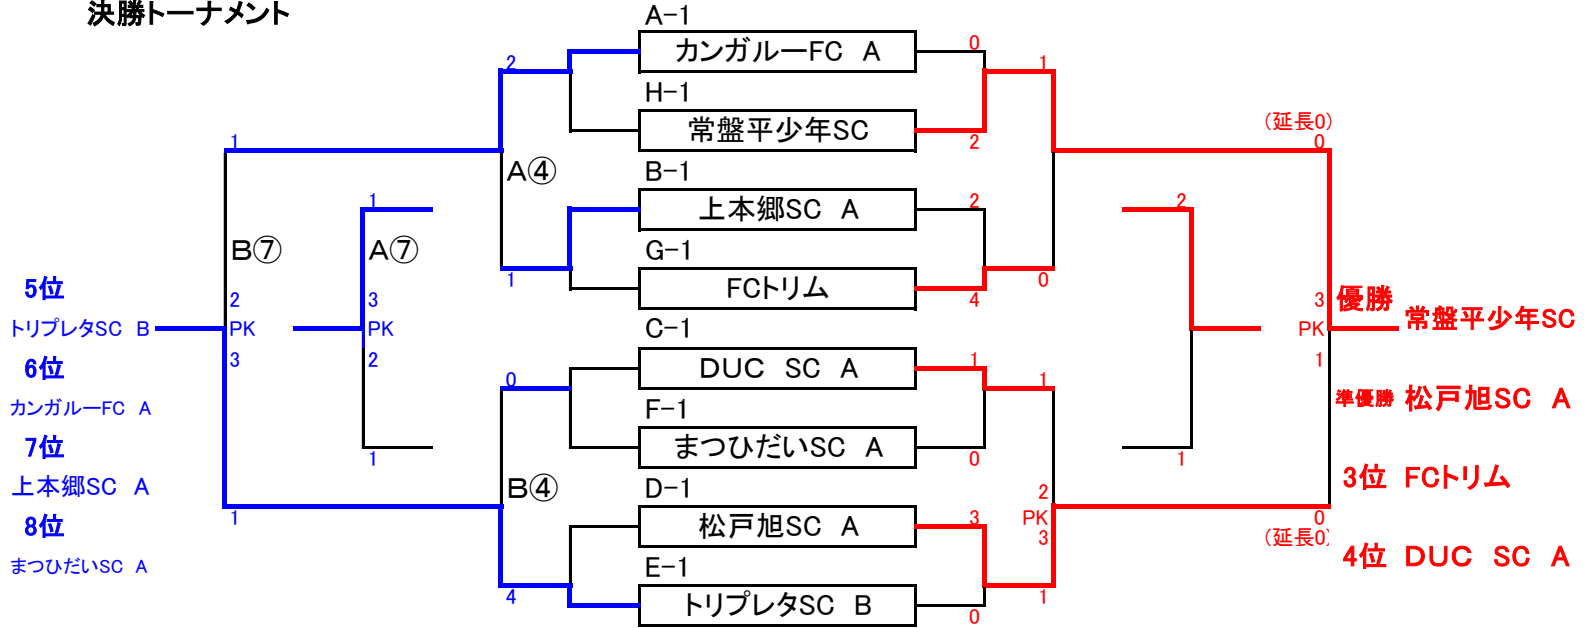 決勝トーナメント
A-1
カンガルーFC A
0
1
2
H-1
常盤平少年SC
2
(延長0)
0
1
A④
B-1
上本郷SC A
2
2
1
B⑦
A⑦
G-1
FCトリム
4
0
1
5位
2
3
3
優勝
常盤平少年SC
トリプレタSC B
PK
PK
PK
C-1
3
2
1
6位
DUC SC A
1
1
0
カンガルーFC A
F-1
準優勝
松戸旭SC A
7位
まつひだいSC A
0
1
1
上本郷SC A
B④
D-1
2
3位 FCトリム
8位
1
松戸旭SC A
3
PK
0
3
(延長0)
まつひだいSC A
E-1
4位 DUC SC A
4
トリプレタSC B
0
1